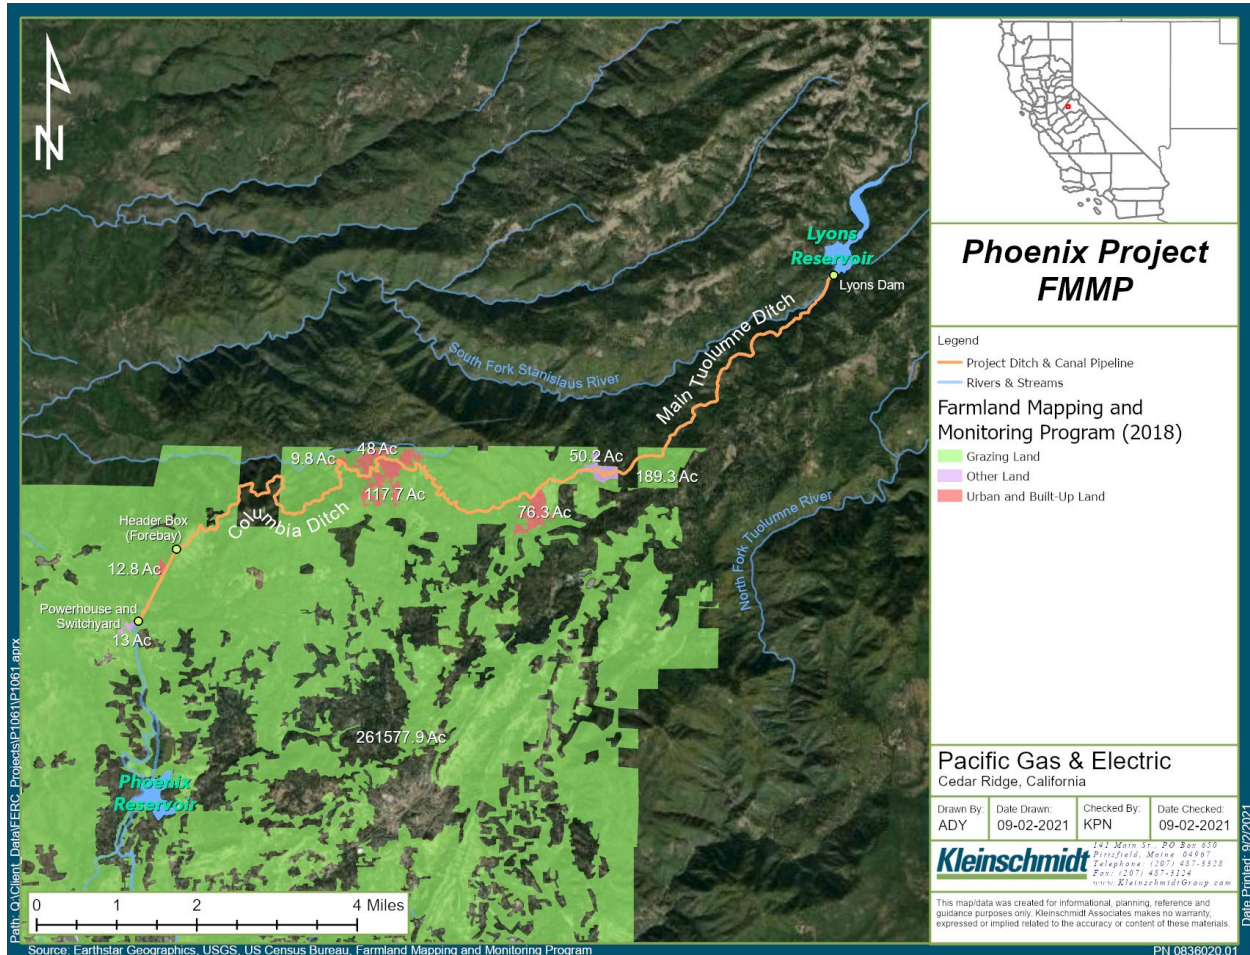 N
Lyons
Reservoir
Lyons Dam
Main Tuolumne Ditch
South Fork Stanislaus River
9.8 Ac
48 Ac
50.2 Ac
189.3 Ac
117.7 Ac
76.3 Ac
Columbia Ditch
Header Box
(Forebay)
North Fork Tuolumne River
12.8 Ac
Powerhouse and
Switchyard
13 Ac
261577.9 Ac
Phoenix
Reservoir
0 1 2 4 Miles
Path: Q:\Client_Data\FERC_Projects\P1061\P1061.aprx
Source: Earthstar Geographics, USGS, US Census Bureau, Farmland Mapping and Monitoring Program
Phoenix Project
FMMP
Legend
Project Ditch & Canal Pipeline
Rivers & Streams
Farmland Mapping and
Monitoring Program (2018)
Grazing Land
Other Land
Urban and Built-Up Land
Pacific Gas & Electric
Cedar Ridge, California
Drawn By: Date Drawn: Checked By: Date Checked:
ADY 09-02-2021 KPN 09-02-2021
Kleinschmidt
141 Main St., PO Box 650
Pittsfield, Maine 04967
Telephone: (207) 487-3328
Fax: (207) 487-3124
www.KleinschmidtGroup.com
This map/data was created for informational, planning, reference and
guidance purposes only. Kleinschmidt Associates makes no warranty,
expressed or implied related to the accuracy or content of these materials.
Date Printed: 9/2/2021
PN 0836020.01